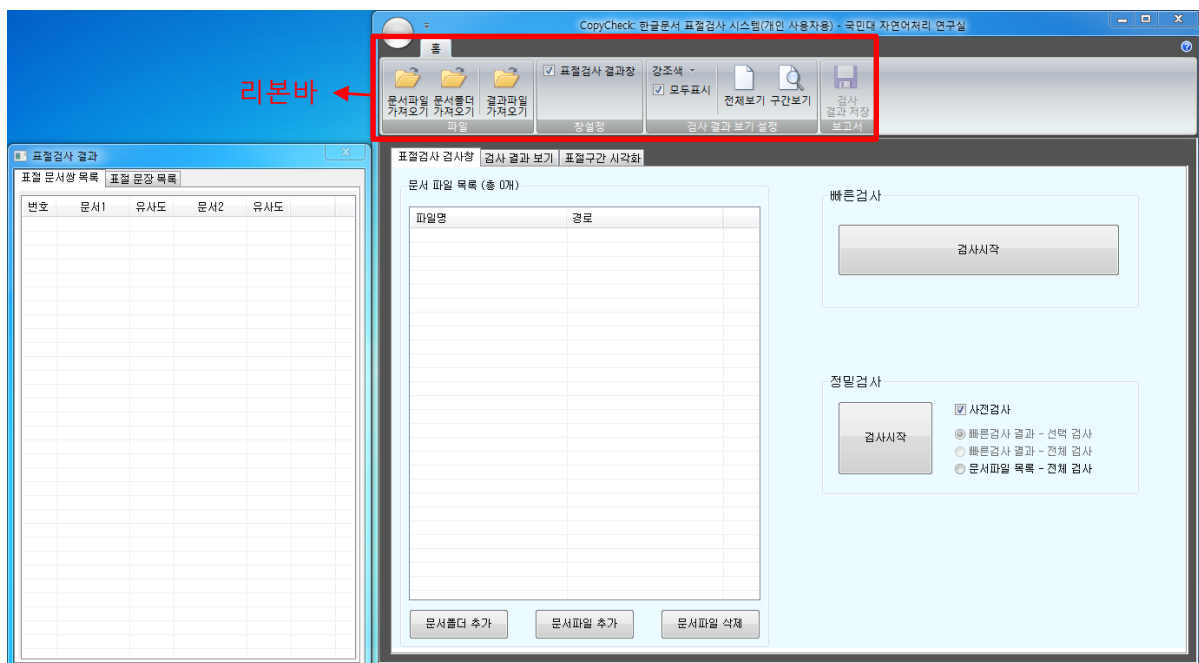 CopyCheck: 한글문서 표절검사 시스템(개인 사용자용) - 국민대 자연어처리 연구실
홈
리본바
문서파일 가져오기
문서폴더 가져오기
결과파일 가져오기
파일
표절검사 결과창
창설정
강조색
모두표시
전체보기
구간보기
검사 결과 보기 설정
검사
결과 저장
보고서
표절검사 결과
표절 문서쌍 목록
표절 문장 목록
번호 문서1 유사도 문서2 유사도
표절검사 검사창
검사 결과 보기
표절구간 시각화
문서 파일 목록 (총 0개)
파일명 경로
문서폴더 추가
문서파일 추가
문서파일 삭제
빠른검사
검사시작
정밀검사
검사시작
사전검사
빠른검사 결과 - 선택 검사
빠른검사 결과 - 전체 검사
문서파일 목록 - 전체 검사